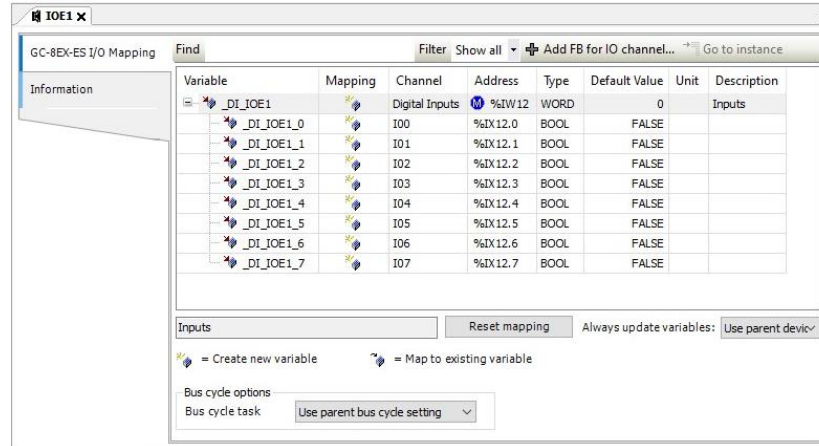 IOE1 X
GC-8EX-ES I/O Mapping
Information
Find Filter Show all Add FB for IO channel... Go to instance
Variable Mapping Channel Address Type Default Value Unit Description
_DI_IOE1 Digital Inputs M %IW12 WORD 0 Inputs
_DI_IOE1_0 I00 %IX12.0 BOOL FALSE
_DI_IOE1_1 I01 %IX12.1 BOOL FALSE
_DI_IOE1_2 I02 %IX12.2 BOOL FALSE
_DI_IOE1_3 I03 %IX12.3 BOOL FALSE
_DI_IOE1_4 I04 %IX12.4 BOOL FALSE
_DI_IOE1_5 I05 %IX12.5 BOOL FALSE
_DI_IOE1_6 I06 %IX12.6 BOOL FALSE
_DI_IOE1_7 I07 %IX12.7 BOOL FALSE
Inputs Reset mapping Always update variables: Use parent devic
= Create new variable = Map to existing variable
Bus cycle options
Bus cycle task Use parent bus cycle setting